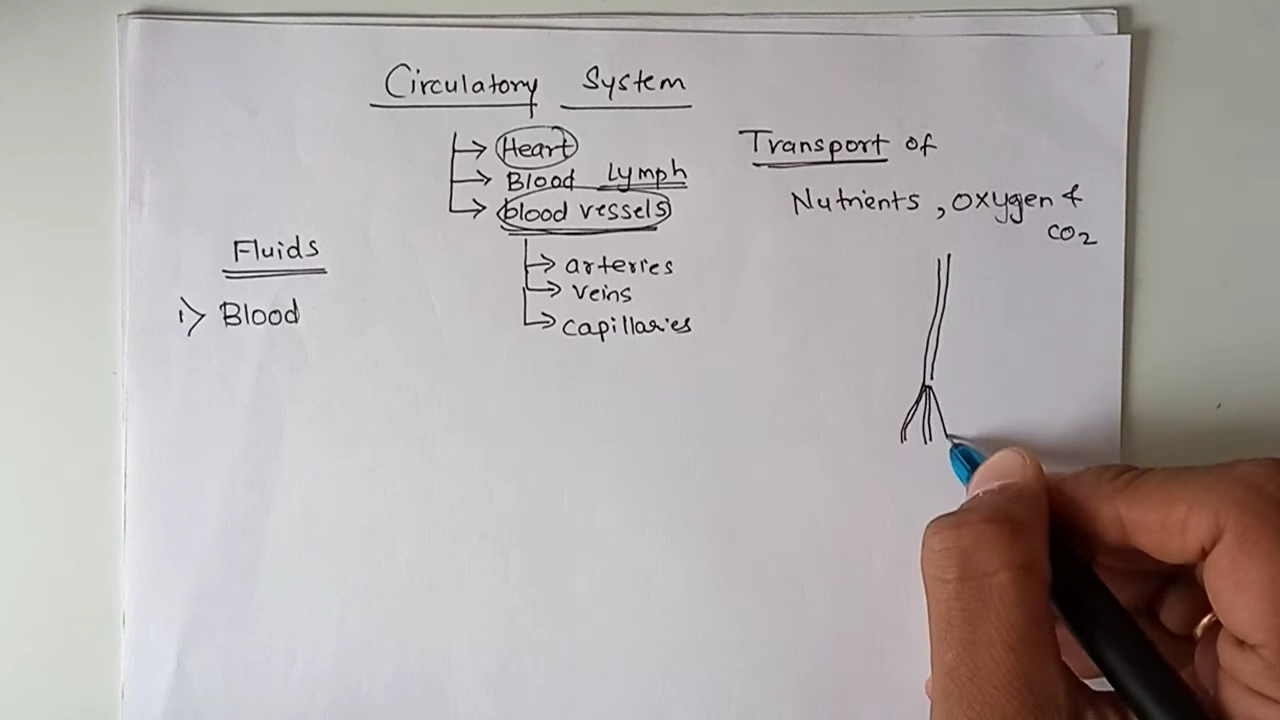 Circulatory System
Heart
Blood Lymph
blood vessels
arteries
veins
capillaries
Transport of
Nutrients, Oxygen &
CO2
Fluids
1) Blood